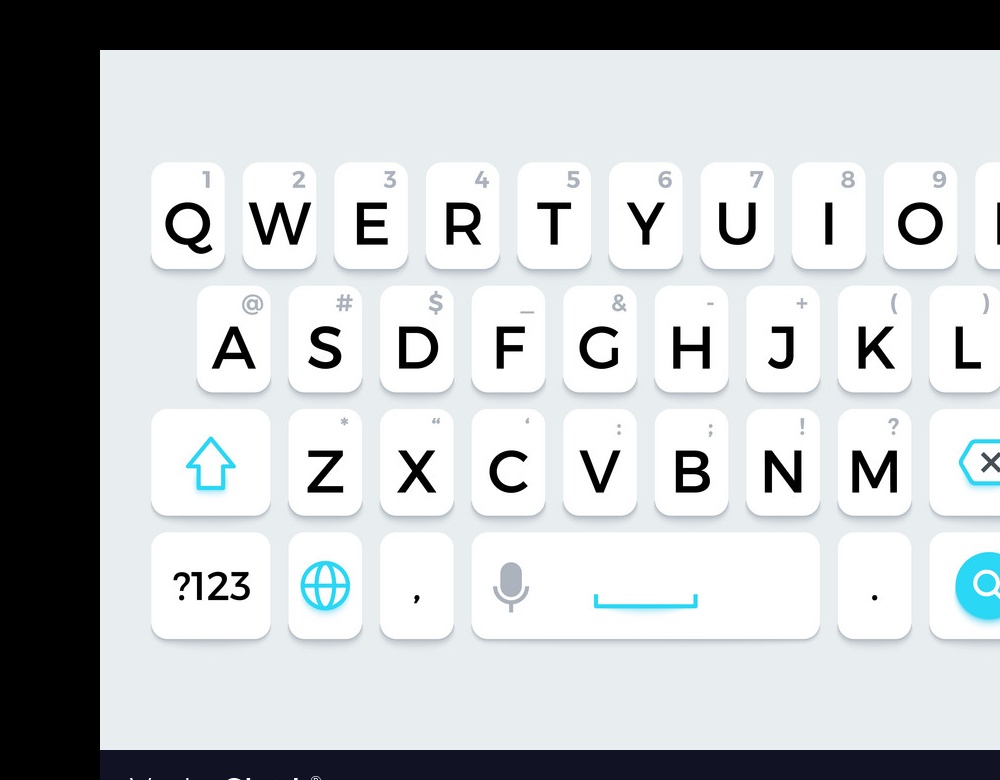 1 2 3 4 5 6 7 8 9
Q W E R T Y U I O
@ # $ _ & - + ( )
A S D F G H J K L
* “ ‘ : ; ! ?
Z X C V B N M
?123 , .